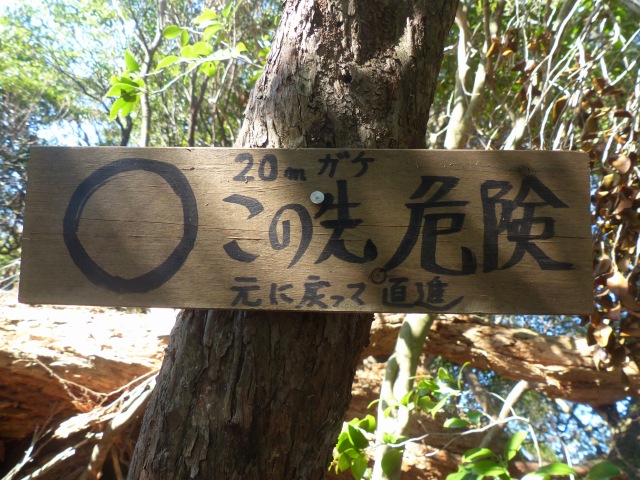 20m ガケ
この先 危険
元に戻って直進